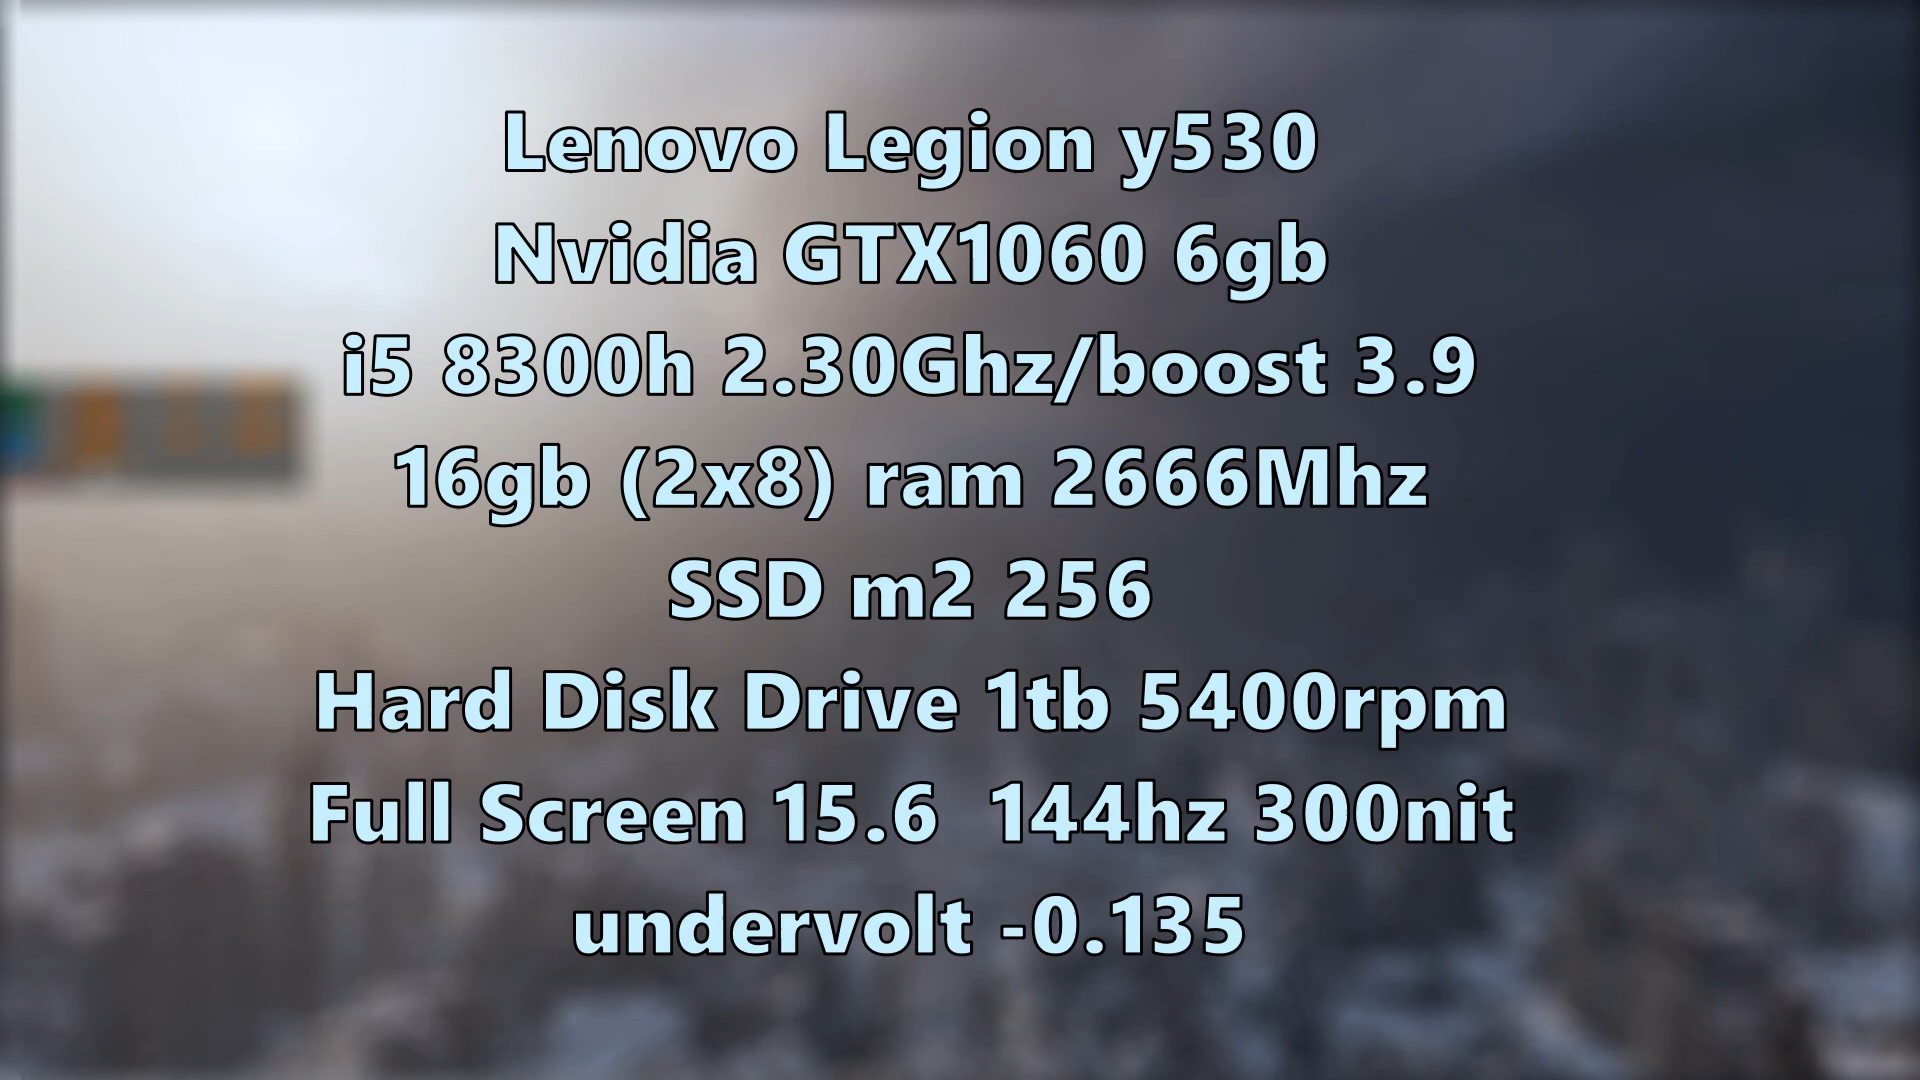 Lenovo Legion y530
Nvidia GTX1060 6gb
i5 8300h 2.30Ghz/boost 3.9
16gb (2x8) ram 2666Mhz
SSD m2 256
Hard Disk Drive 1tb 5400rpm
Full Screen 15.6  144hz 300nit
undervolt -0.135